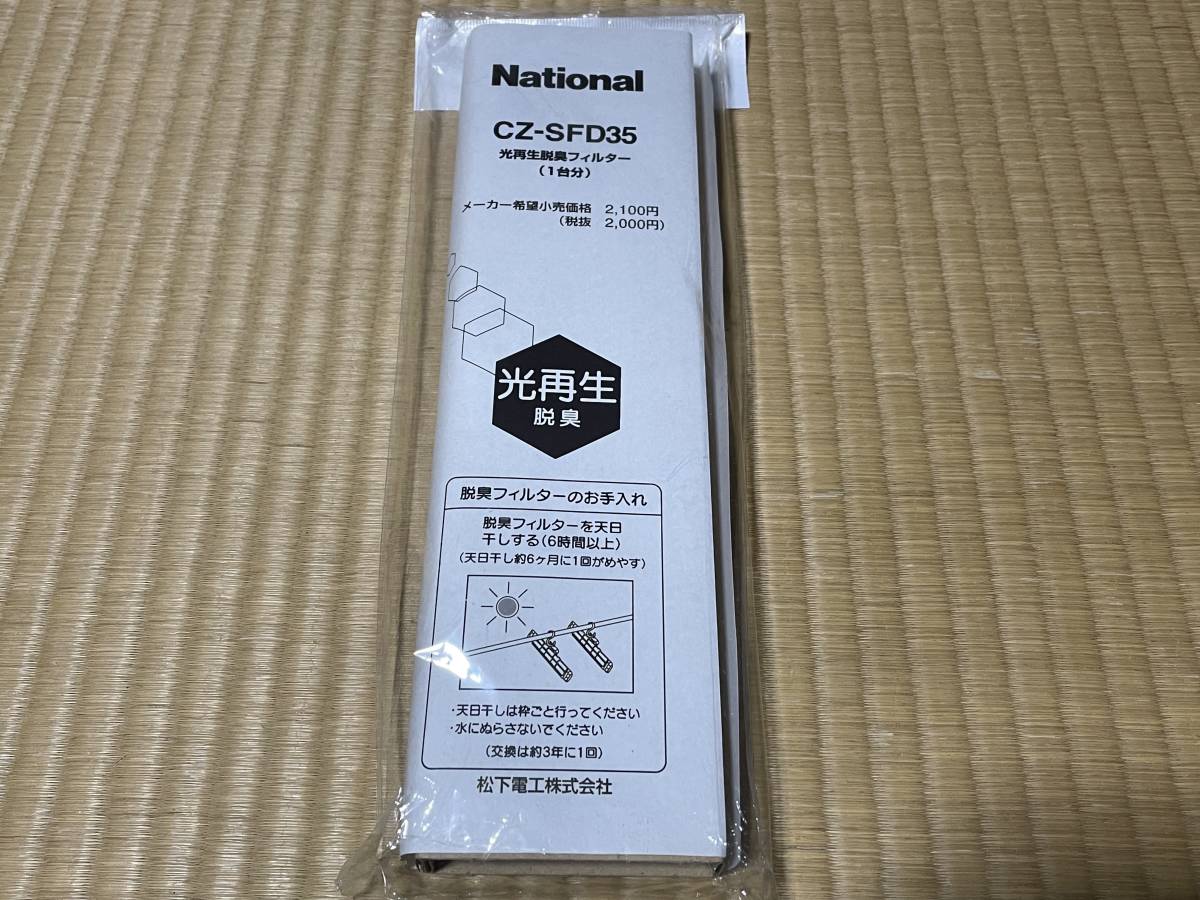 National
CZ-SFD35
光再生脱臭フィルター
(1台分)
メーカー希望小売価格 2,100円
(税抜 2,000円)
光再生
脱臭
脱臭フィルターのお手入れ
脱臭フィルターを天日
干しする(6時間以上)
(天日干し約6ヶ月に1回がめやす)
・天日干しは枠ごと行ってください
・水にぬらさないでください
(交換は約3年に1回)
松下電工株式会社